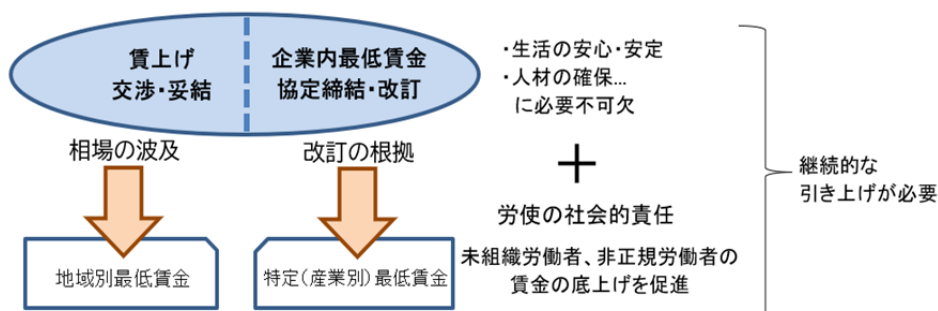 賃上げ
交渉・妥結
企業内最低賃金
協定締結・改訂
相場の波及
改訂の根拠
地域別最低賃金
特定（産業別）最低賃金
・生活の安心・安定
・人材の確保…
に必要不可欠
＋
労使の社会的責任
未組織労働者、非正規労働者の
賃金の底上げを促進
継続的な
引き上げが必要